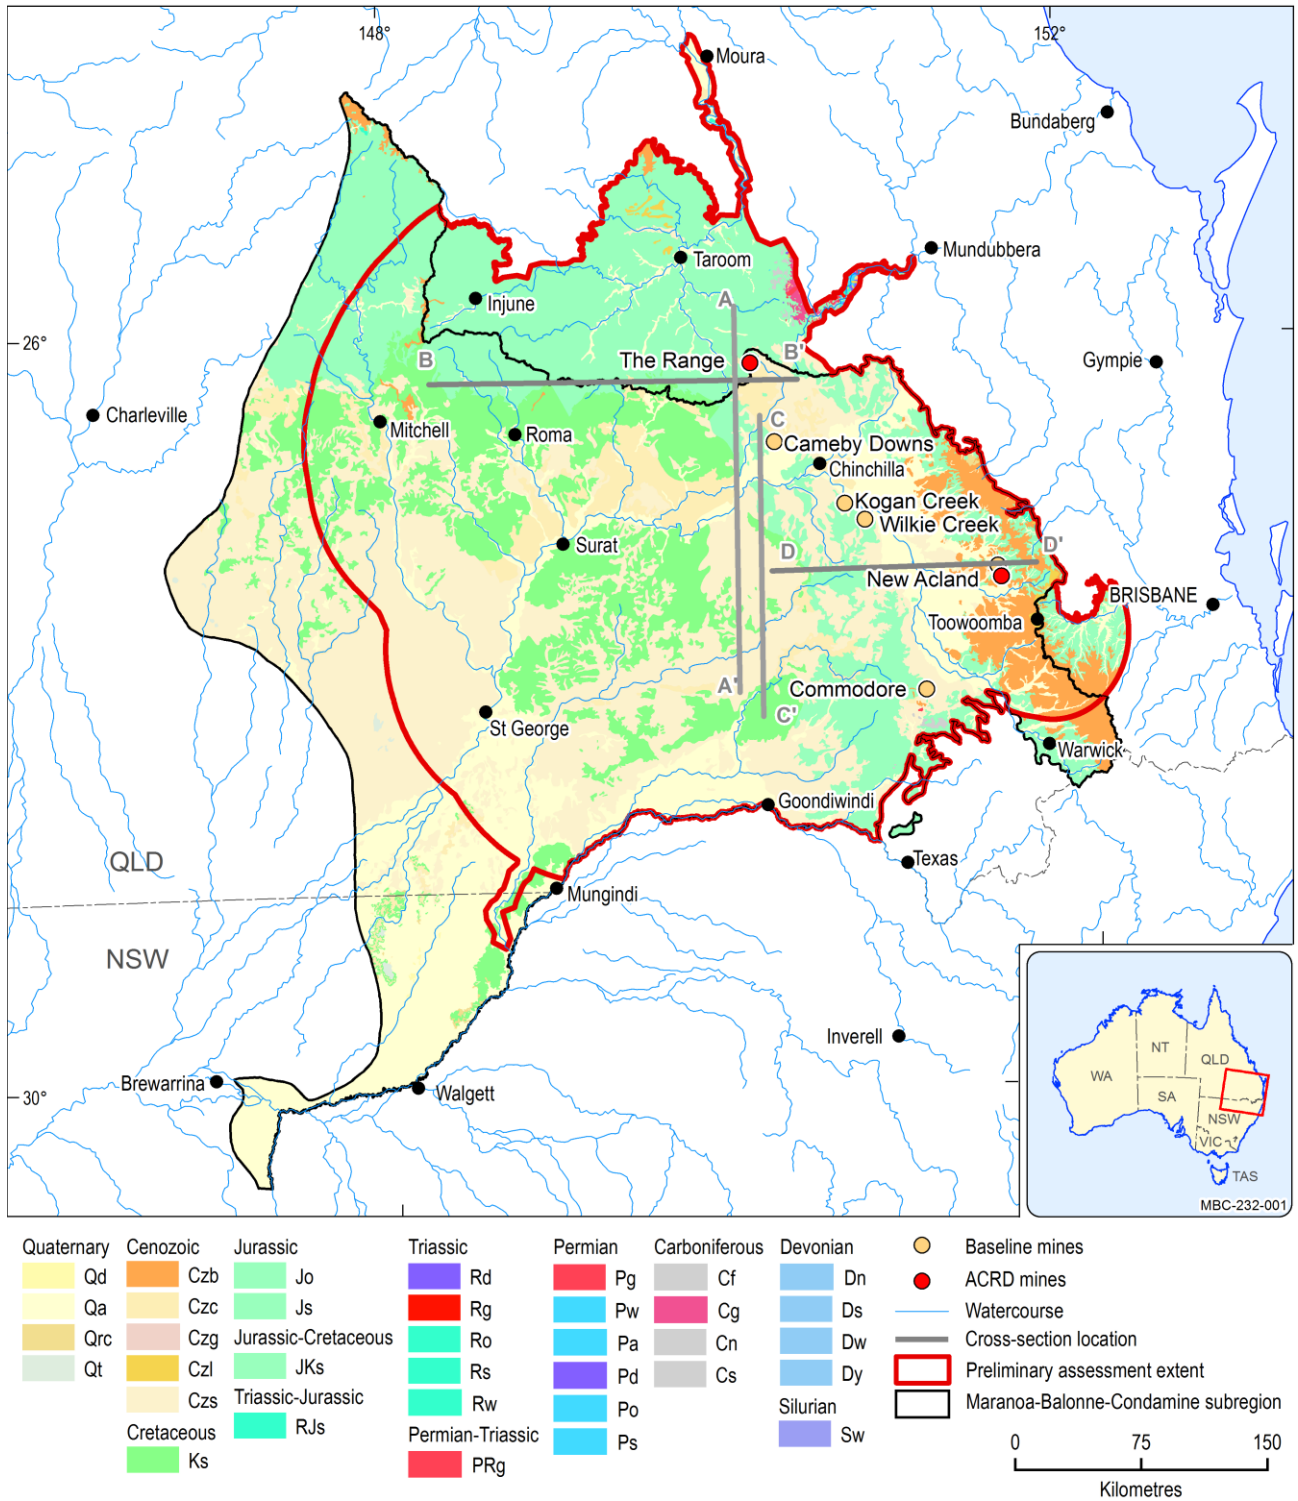 148°
152°
Moura
Bundaberg
Mundubbera
Taroom
Injune
A
26°
B
The Range
B'
Gympie
Charleville
Mitchell
Roma
C
Cameby Downs
Chinchilla
Kogan Creek
Wilkie Creek
Surat
D
D'
New Acland
BRISBANE
Toowoomba
A'
Commodore
C'
St George
Warwick
Goondiwindi
QLD
Texas
Mungindi
NSW
Inverell
Brewarrina
30°
Walgett
NT
QLD
WA
SA
NSW
VIC
TAS
MBC-232-001
Quaternary
Qd
Qa
Qrc
Qt
Cenozoic
Czb
Czc
Czg
Czl
Czs
Cretaceous
Ks
Jurassic
Jo
Js
Jurassic-Cretaceous
JKs
Triassic-Jurassic
RJs
Triassic
Rd
Rg
Ro
Rs
Rw
Permian-Triassic
PRg
Permian
Pg
Pw
Pa
Pd
Po
Ps
Carboniferous
Cf
Cg
Cn
Cs
Devonian
Dn
Ds
Dw
Dy
Silurian
Sw
Baseline mines
ACRD mines
Watercourse
Cross-section location
Preliminary assessment extent
Maranoa-Balonne-Condamine subregion
0 75 150
Kilometres